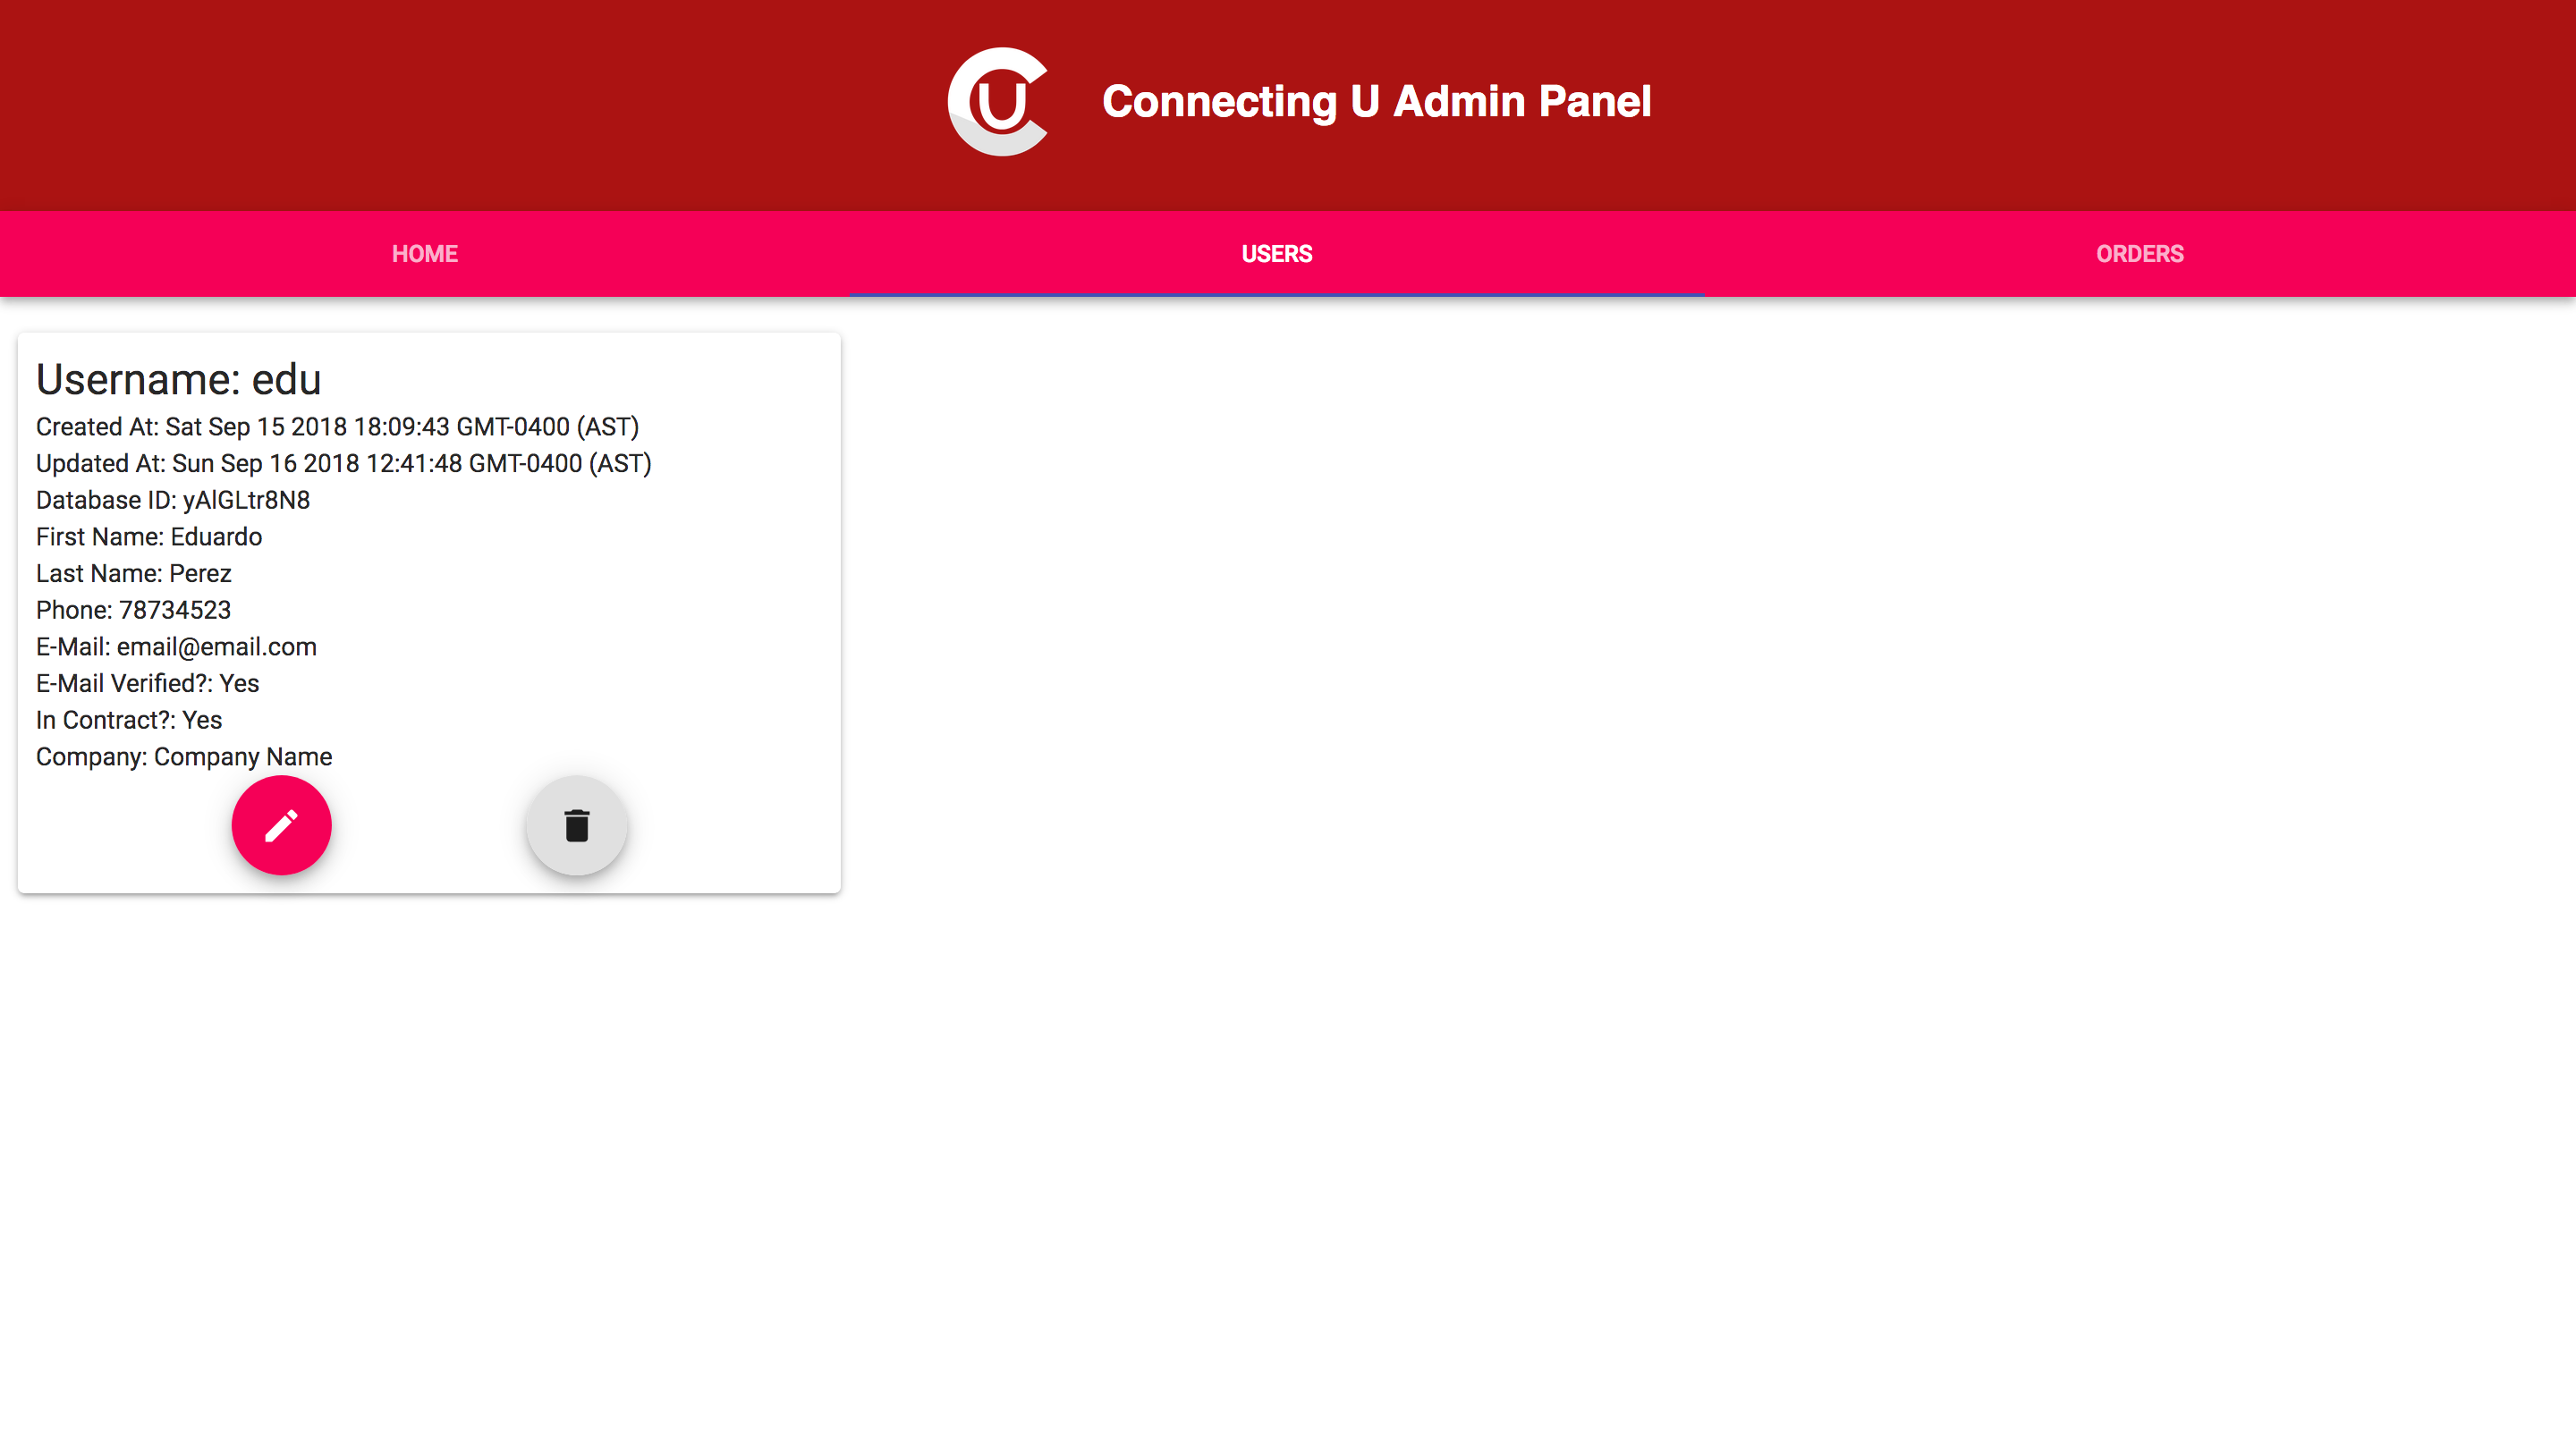 CU
Connecting U Admin Panel
HOME
USERS
ORDERS
Username: edu
Created At: Sat Sep 15 2018 18:09:43 GMT-0400 (AST)
Updated At: Sun Sep 16 2018 12:41:48 GMT-0400 (AST)
Database ID: yAlGLtr8N8
First Name: Eduardo
Last Name: Perez
Phone: 78734523
E-Mail: email@email.com
E-Mail Verified?: Yes
In Contract?: Yes
Company: Company Name